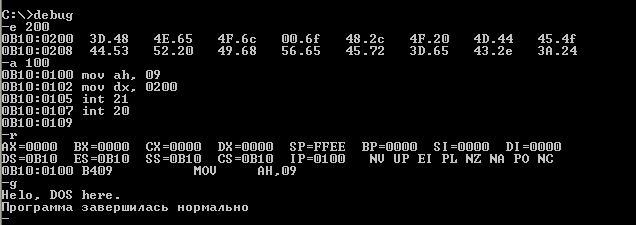 C:\>debug
-e 200
0B10:0200  3D.48   4E.65   4F.6c   00.6f   48.2c   4F.20   4D.44   45.4f
0B10:0208  44.53   52.20   49.68   56.65   45.72   3D.65   43.2e   3A.24
-a 100
0B10:0100 mov ah, 09
0B10:0102 mov dx, 0200
0B10:0105 int 21
0B10:0107 int 20
0B10:0109
-r
AX=0000  BX=0000  CX=0000  DX=0000  SP=FFEE  BP=0000  SI=0000  DI=0000
DS=0B10  ES=0B10  SS=0B10  CS=0B10  IP=0100   NV UP EI PL NZ NA PO NC
0B10:0100 B409          MOV     AH,09
-g
Helo, DOS here.
Программа завершилась нормально
-